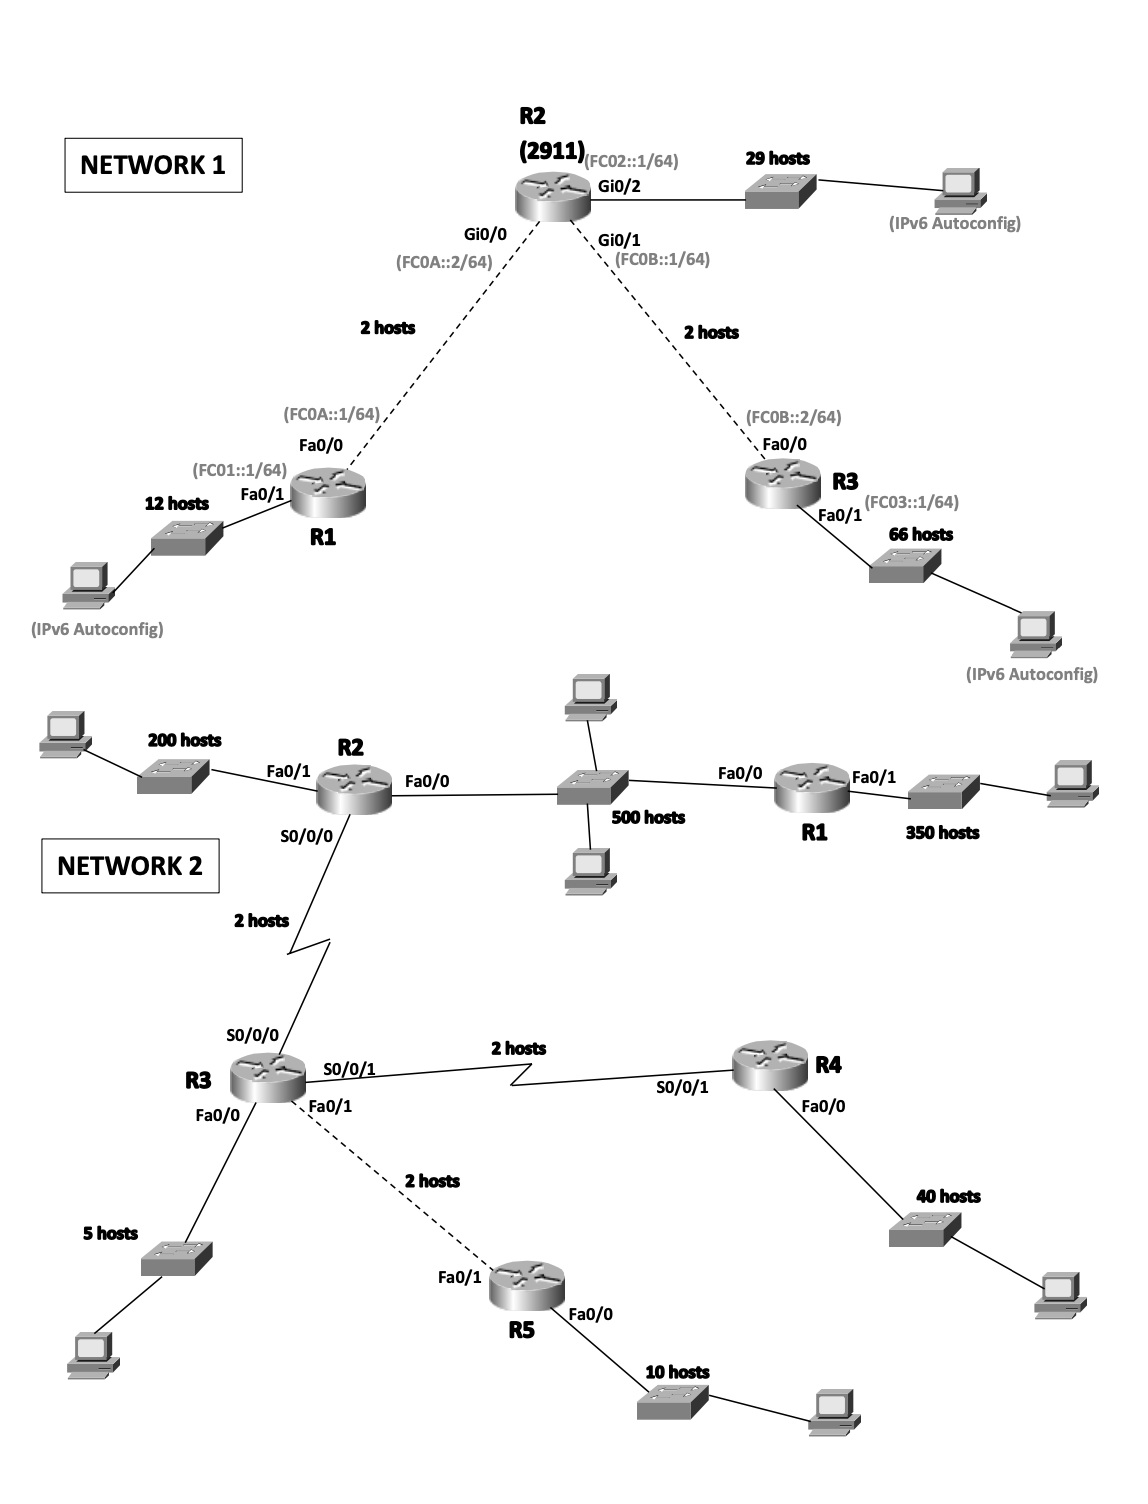 R2
(2911)
(FC02::1/64)
29 hosts
NETWORK 1
Gi0/2
(IPv6 Autoconfig)
Gi0/0
Gi0/1
(FC0A::2/64)
(FC0B::1/64)
2 hosts
2 hosts
(FC0A::1/64)
(FC0B::2/64)
Fa0/0
Fa0/0
(FC01::1/64)
R3
Fa0/1
12 hosts
(FC03::1/64)
Fa0/1
R1
66 hosts
(IPv6 Autoconfig)
(IPv6 Autoconfig)
200 hosts
R2
Fa0/1
Fa0/0
Fa0/0
Fa0/1
500 hosts
R1
350 hosts
S0/0/0
NETWORK 2
2 hosts
S0/0/0
2 hosts
R3
S0/0/1
R4
S0/0/1
Fa0/0
Fa0/1
Fa0/0
2 hosts
40 hosts
5 hosts
Fa0/1
Fa0/0
R5
10 hosts